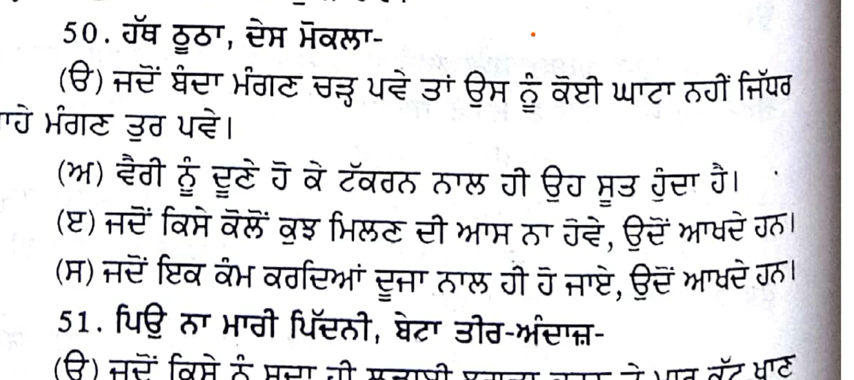 50. ਹੱਥ ਠੂਠਾ, ਦੇਸ ਮੋਕਲਾ-
(ੳ) ਜਦੋਂ ਬੰਦਾ ਮੰਗਣ ਚੜ੍ਹ ਪਵੇ ਤਾਂ ਉਸ ਨੂੰ ਕੋਈ ਘਾਟਾ ਨਹੀਂ ਜਿੱਧਰ
ਾਹੇ ਮੰਗਣ ਤੁਰ ਪਵੇ।
(ਅ) ਵੈਰੀ ਨੂੰ ਦੂਣੇ ਹੋ ਕੇ ਟੱਕਰਨ ਨਾਲ ਹੀ ਉਹ ਸੂਤ ਹੁੰਦਾ ਹੈ।
(ੲ) ਜਦੋਂ ਕਿਸੇ ਕੋਲੋਂ ਕੁਝ ਮਿਲਣ ਦੀ ਆਸ ਨਾ ਹੋਵੇ, ਉਦੋਂ ਆਖਦੇ ਹਨ।
(ਸ) ਜਦੋਂ ਇਕ ਕੰਮ ਕਰਦਿਆਂ ਦੂਜਾ ਨਾਲ ਹੀ ਹੋ ਜਾਏ, ਉਦੋਂ ਆਖਦੇ ਹਨ।
51. ਪਿਉ ਨਾ ਮਾਰੀ ਪਿੱਦਨੀ, ਬੇਟਾ ਤੀਰ-ਅੰਦਾਜ਼-
(ੳ) ਜਦੋਂ ਕਿਸੇ ਨੂੰ